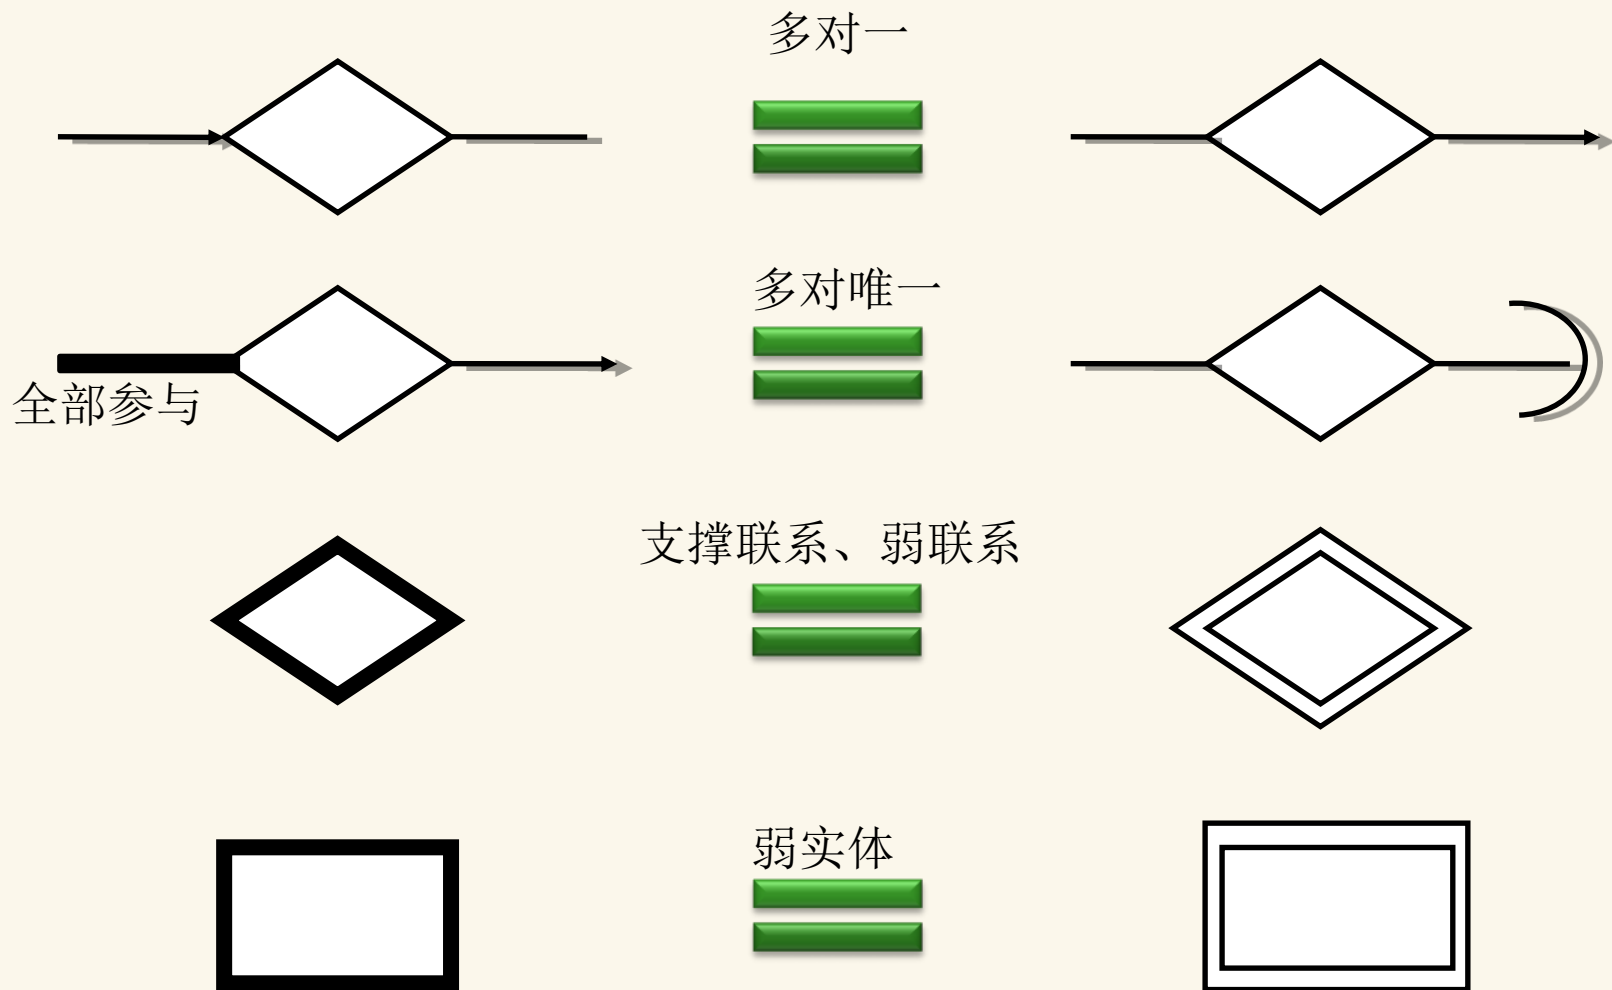 多对一
多对唯一
全部参与
支撑联系、弱联系
弱实体